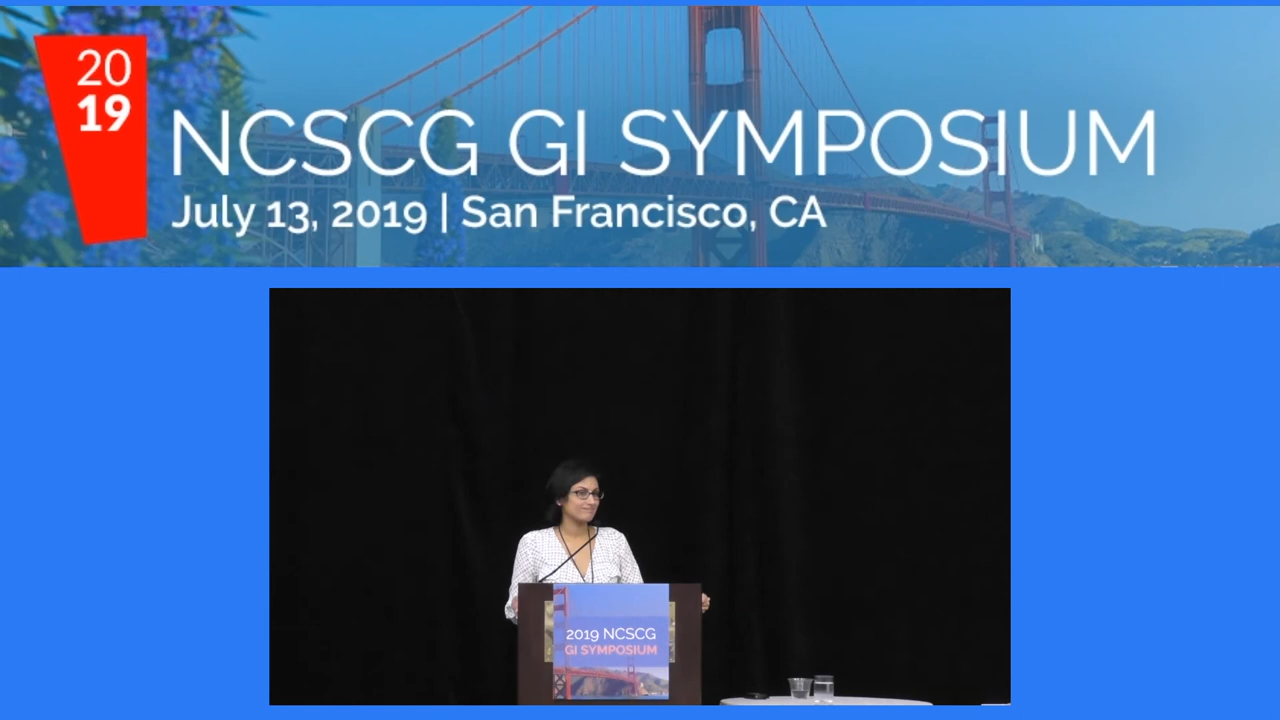 20
19
NCSCG GI SYMPOSIUM
July 13, 2019 | San Francisco, CA
2019 NCSCG
GI SYMPOSIUM